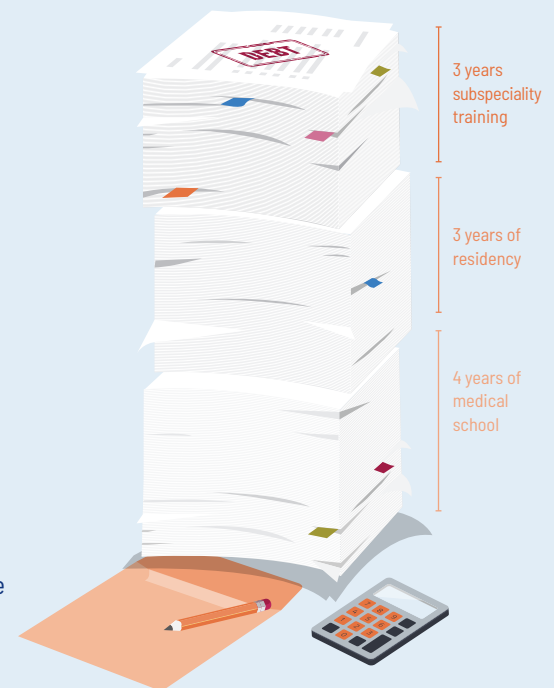 DEBT
3 years
subspeciality
training
3 years of
residency
4 years of
medical
school
e